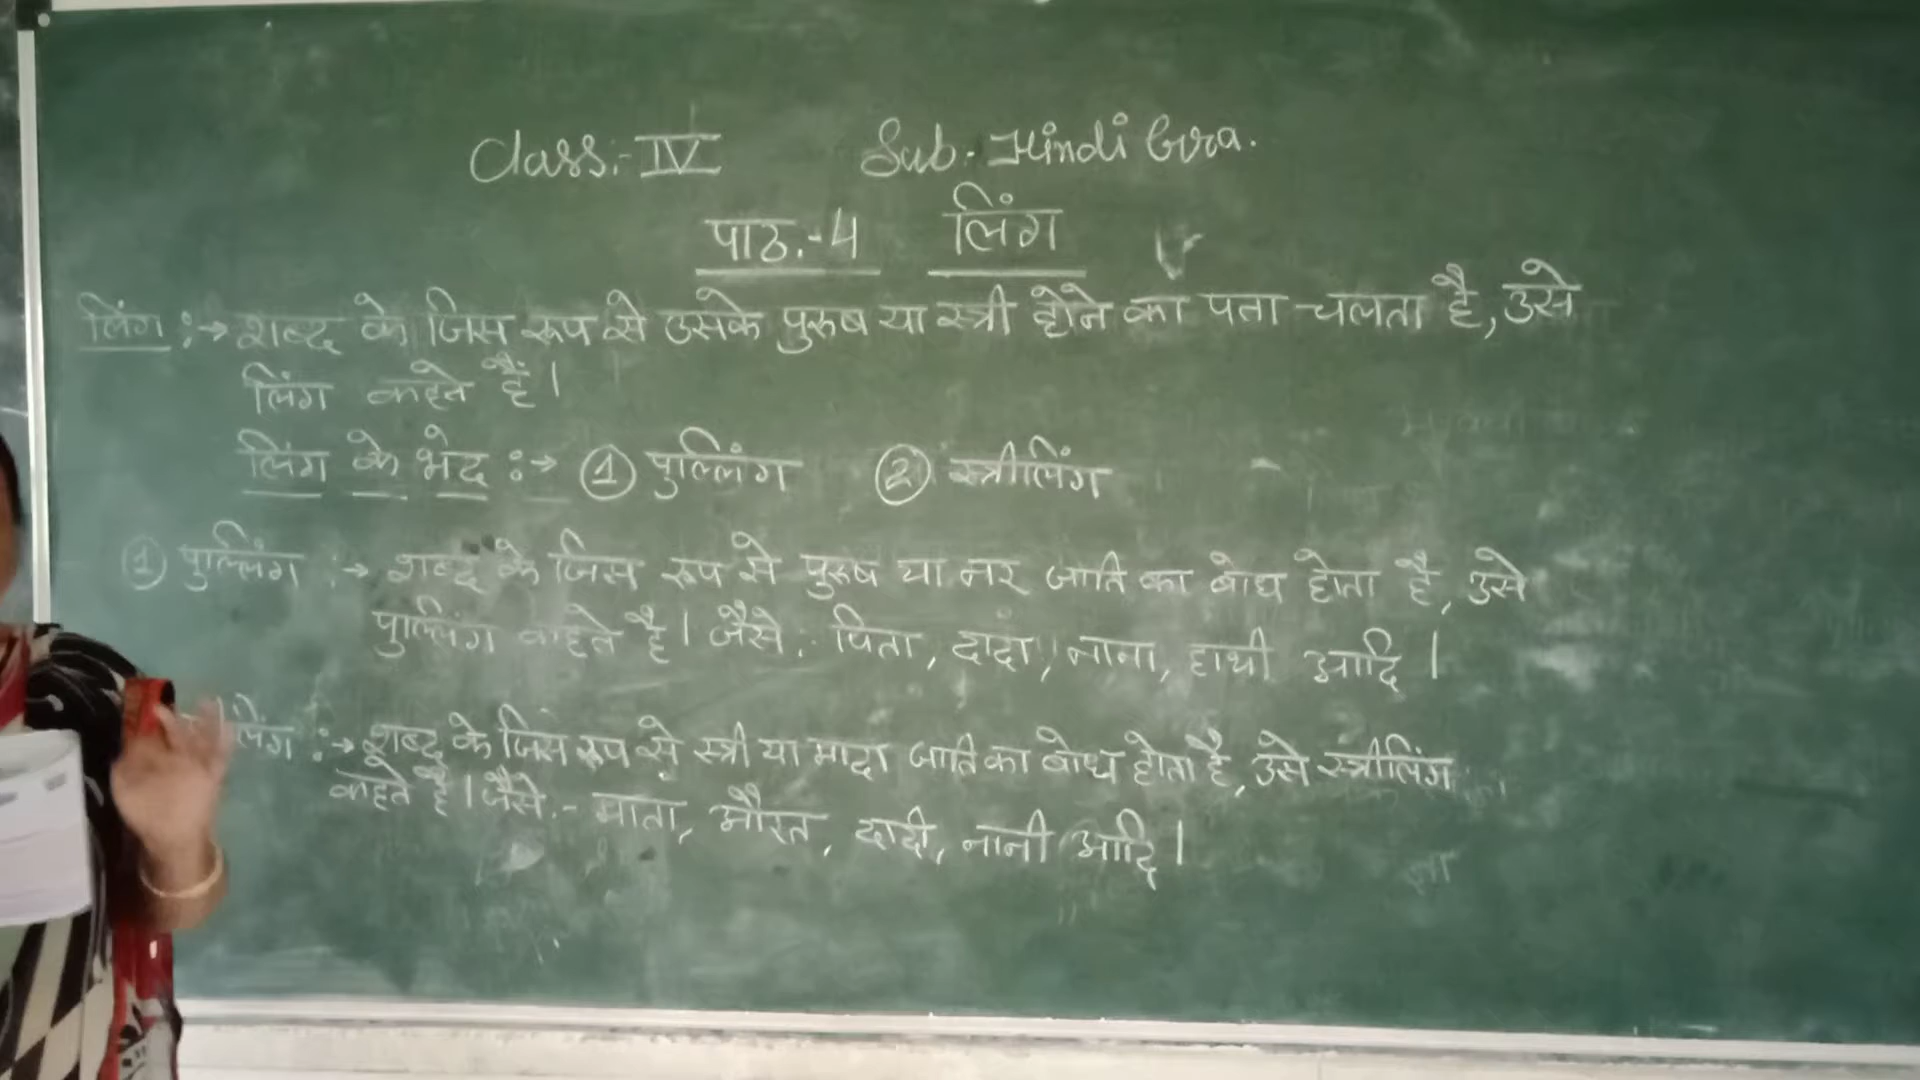 Class:- IV Sub. Hindi Gra.
पाठ.-4 लिंग
लिंग :→ शब्द के जिस रूप से उसके पुरुष या स्त्री होने का पता चलता है, उसे
लिंग कहते हैं।
लिंग के भेद :→ ① पुल्लिंग ② स्त्रीलिंग
① पुल्लिंग :→ शब्द के जिस रूप से पुरुष या नर जाति का बोध होता है, उसे
पुल्लिंग कहते है। जैसे:- पिता, दादा, नाना, हाथी आदि।
लिंग :→ शब्द के जिस रूप से स्त्री या मादा जाति का बोध होता है, उसे स्त्रीलिंग
कहते है। जैसे.- माता, औरत, दादी, नानी आदि।